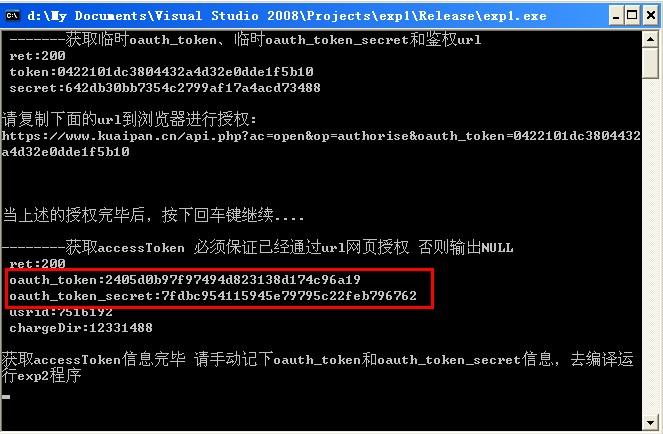 d:\My Documents\Visual Studio 2008\Projects\exp1\Release\exp1.exe
--------获取临时oauth_token、临时oauth_token_secret和鉴权url
ret:200
token:0422101dc3804432a4d32e0dde1f5b10
secret:642db30bb7354c2799af17a4acd73488
请复制下面的url到浏览器进行授权:
https://www.kuaipan.cn/api.php?ac=open&op=authorise&oauth_token=0422101dc3804432
a4d32e0dde1f5b10
当上述的授权完毕后，按下回车键继续....
--------获取accessToken 必须保证已经通过url网页授权 否则输出NULL
ret:200
oauth_token:2405d0b97f97494d823138d174c96a19
oauth_token_secret:7fdbc954115945e79795c22feb796762
usrid:7516192
chargeDir:12331488
获取accessToken信息完毕 请手动记下oauth_token和oauth_token_secret信息，去编译运
行exp2程序